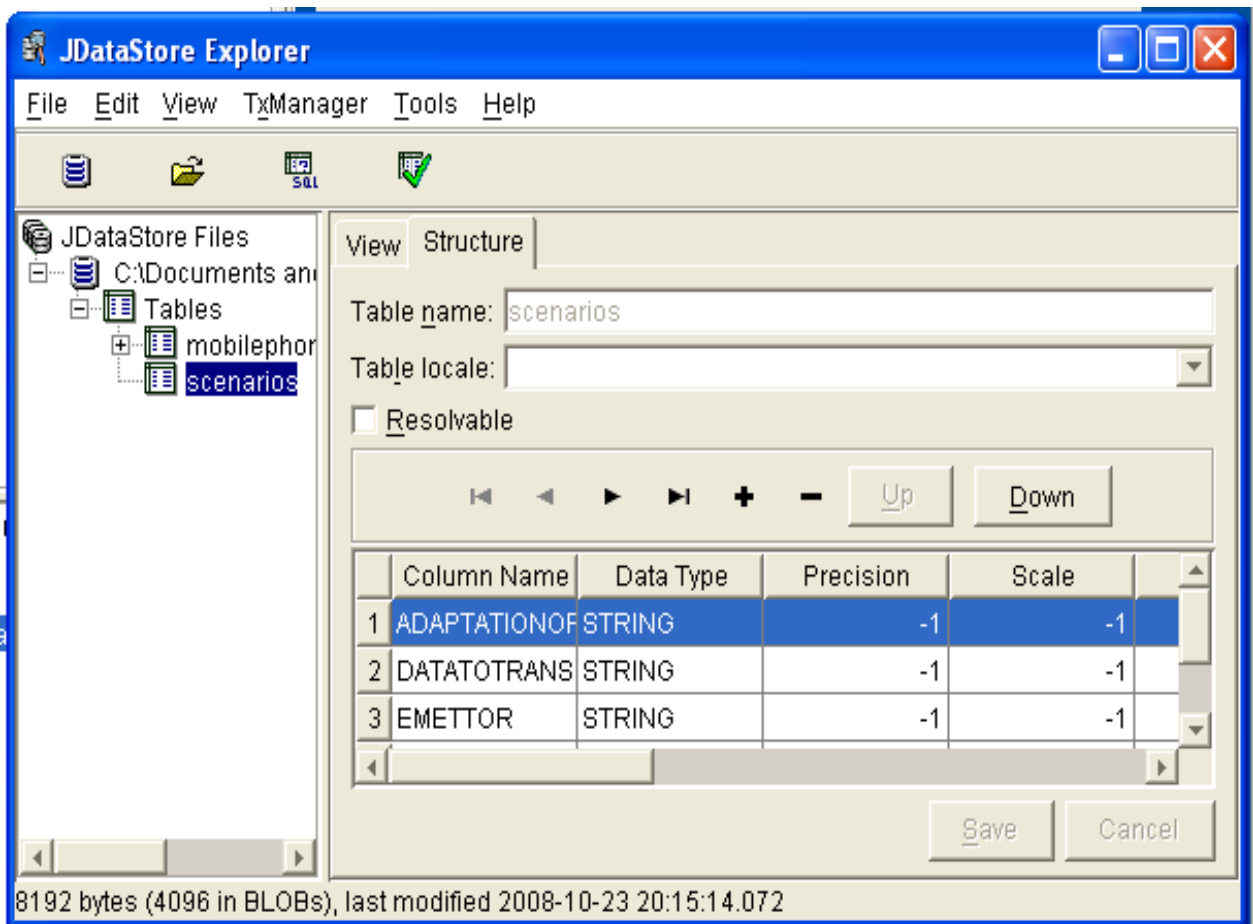 JDataStore Explorer
File Edit View TxManager Tools Help
SQL
JDataStore Files
C:\Documents and
Tables
mobilephon
scenarios
View Structure
Table name: scenarios
Table locale:
Resolvable
Up Down
Column Name Data Type Precision Scale
1 ADAPTATIONOF STRING -1 -1
2 DATATOTRANS STRING -1 -1
3 EMETTOR STRING -1 -1
Save Cancel
8192 bytes (4096 in BLOBs), last modified 2008-10-23 20:15:14.072